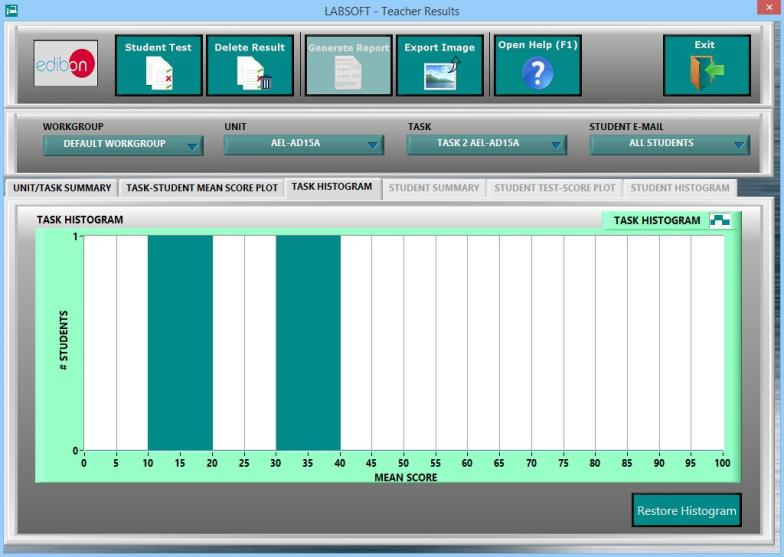 LABSOFT - Teacher Results
edibon
Student Test
Delete Result
Generate Report
Export Image
Open Help (F1)
Exit
WORKGROUP
UNIT
TASK
STUDENT E-MAIL
DEFAULT WORKGROUP
AEL-AD15A
TASK 2 AEL-AD15A
ALL STUDENTS
UNIT/TASK SUMMARY
TASK-STUDENT MEAN SCORE PLOT
TASK HISTOGRAM
STUDENT SUMMARY
STUDENT TEST-SCORE PLOT
STUDENT HISTOGRAM
TASK HISTOGRAM
TASK HISTOGRAM
1
# STUDENTS
0
0 5 10 15 20 25 30 35 40 45 50 55 60 65 70 75 80 85 90 95 100
MEAN SCORE
Restore Histogram